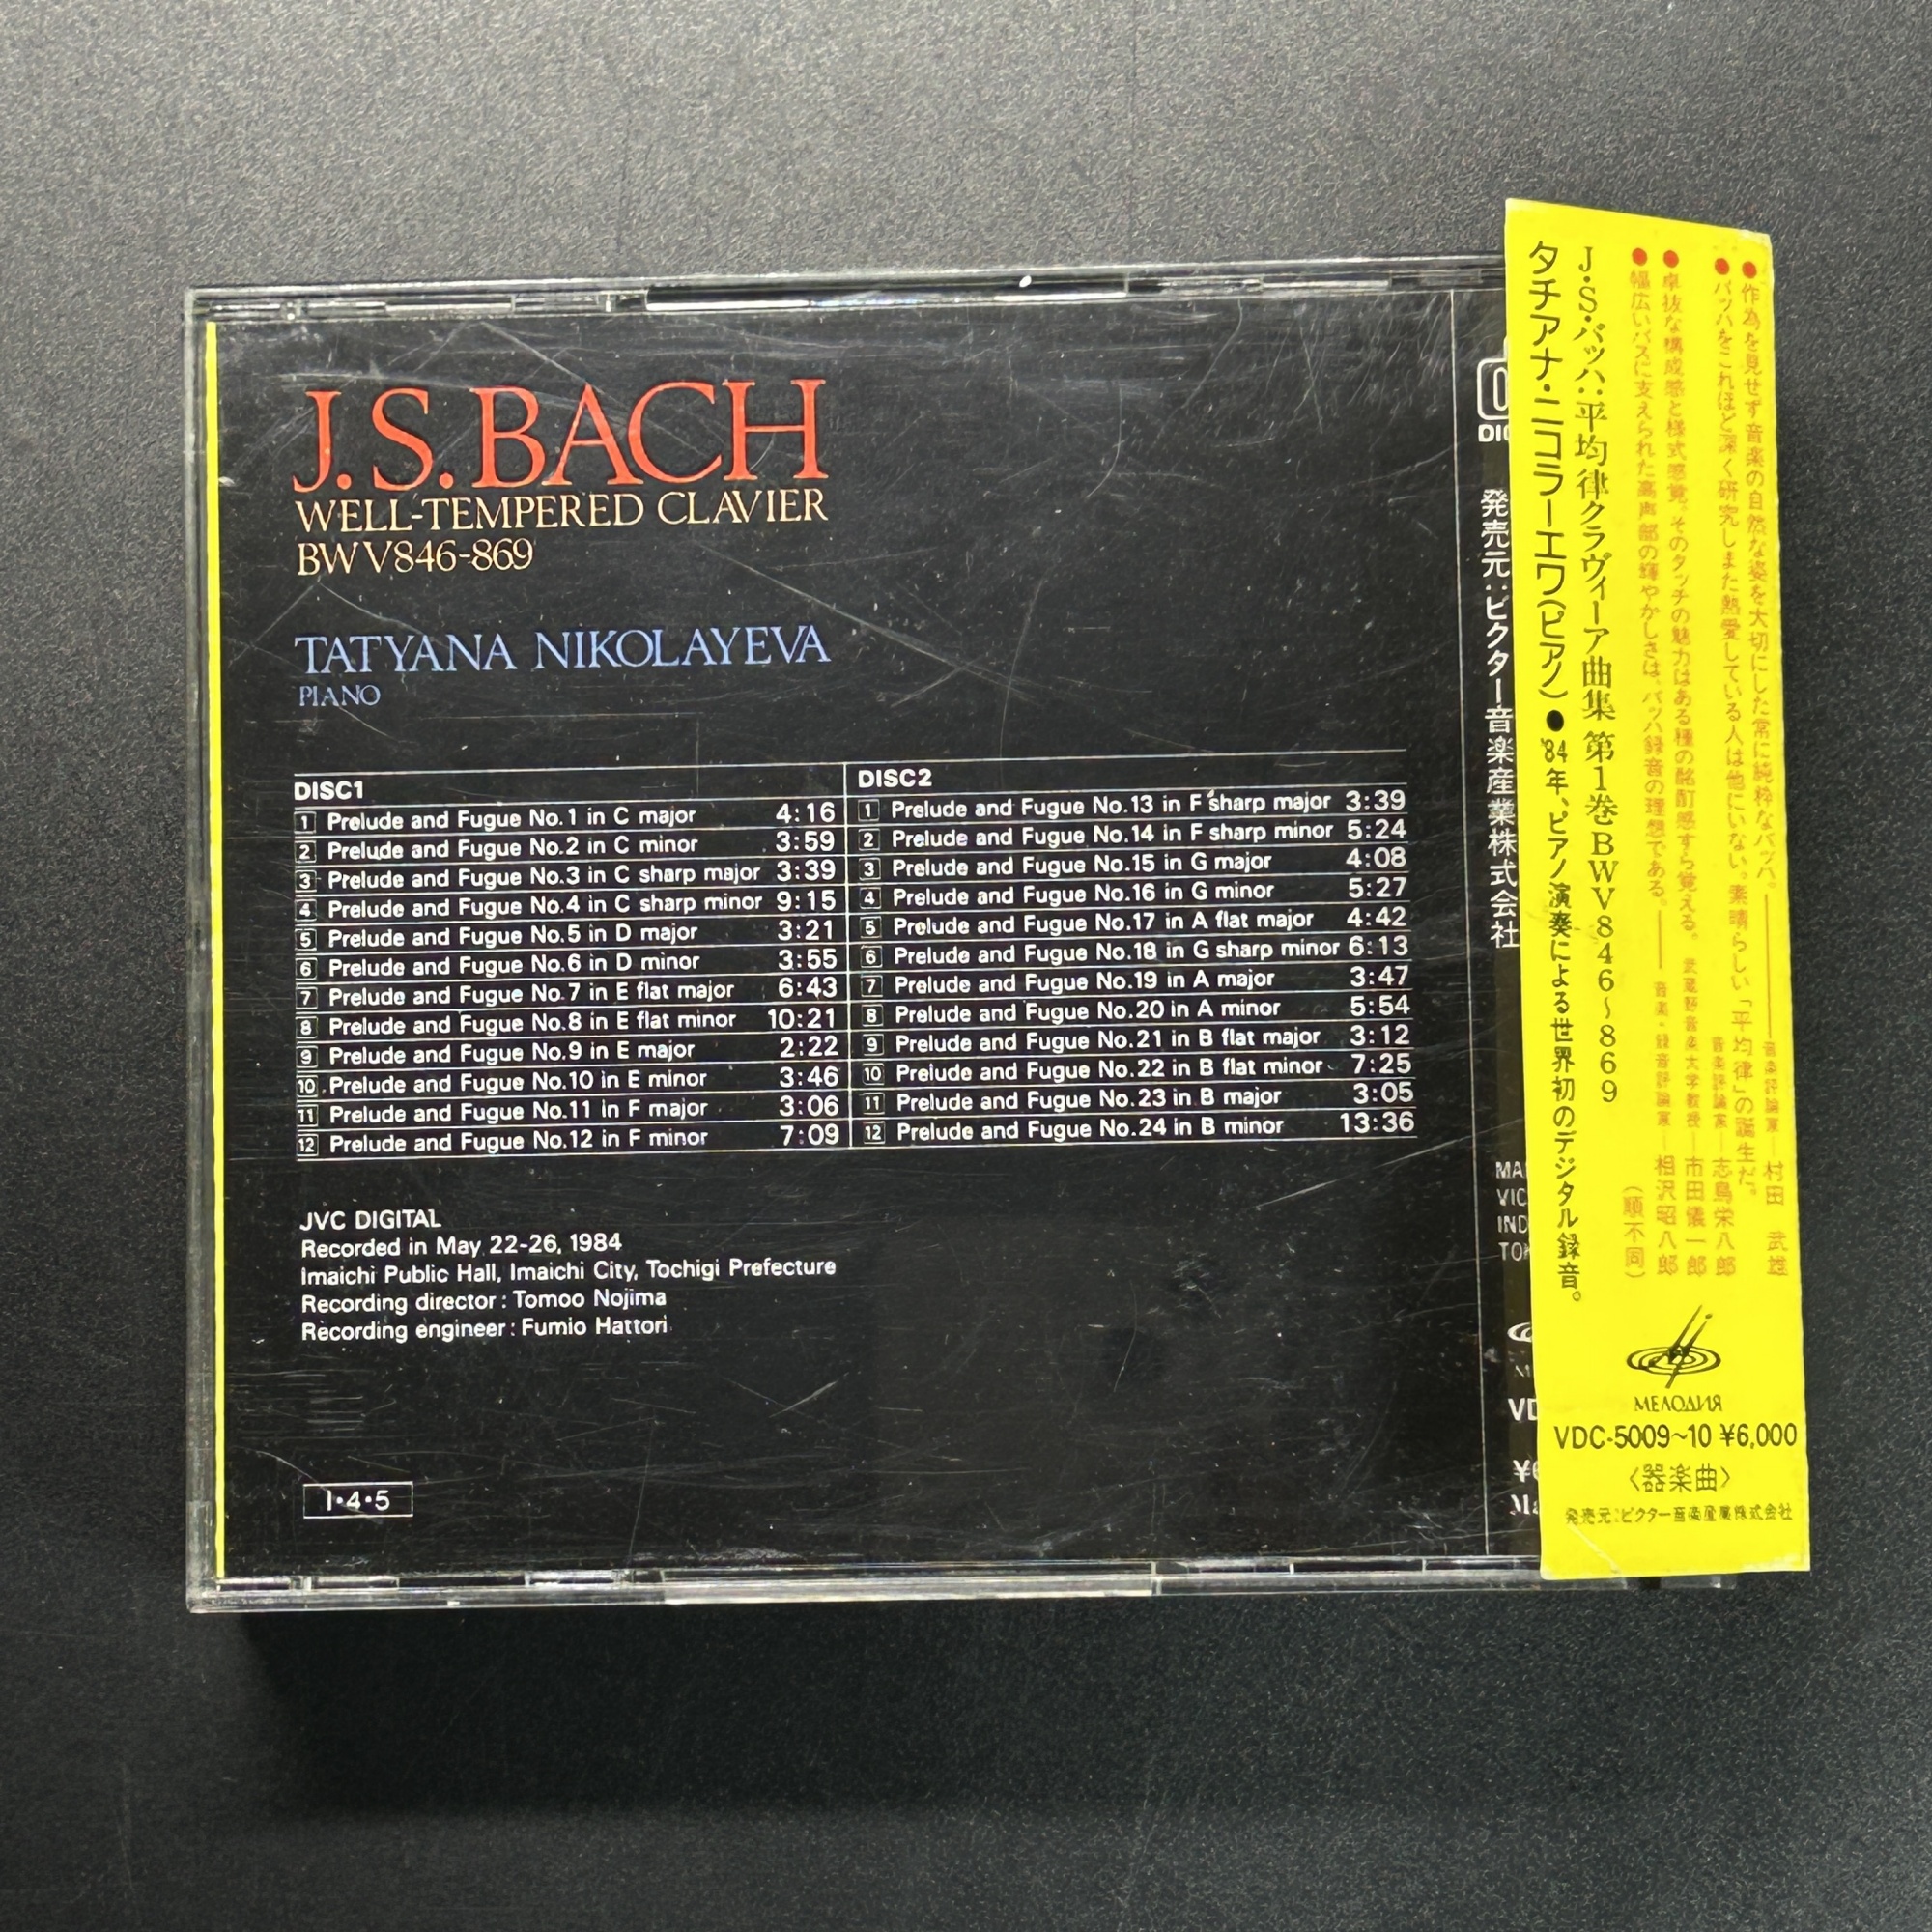 J.S.BACH
WELL-TEMPERED CLAVIER
BWV846-869
TATYANA NIKOLAYEVA
PIANO
DISC1
1 Prelude and Fugue No.1 in C major 4:16
2 Prelude and Fugue No.2 in C minor 3:59
3 Prelude and Fugue No.3 in C sharp major 3:39
4 Prelude and Fugue No.4 in C sharp minor 9:15
5 Prelude and Fugue No.5 in D major 3:21
6 Prelude and Fugue No.6 in D minor 3:55
7 Prelude and Fugue No.7 in E flat major 6:43
8 Prelude and Fugue No.8 in E flat minor 10:21
9 Prelude and Fugue No.9 in E major 2:22
10 Prelude and Fugue No.10 in E minor 3:46
11 Prelude and Fugue No.11 in F major 3:06
12 Prelude and Fugue No.12 in F minor 7:09
DISC2
1 Prelude and Fugue No.13 in F sharp major 3:39
2 Prelude and Fugue No.14 in F sharp minor 5:24
3 Prelude and Fugue No.15 in G major 4:08
4 Prelude and Fugue No.16 in G minor 5:27
5 Prelude and Fugue No.17 in A flat major 4:42
6 Prelude and Fugue No.18 in G sharp minor 6:13
7 Prelude and Fugue No.19 in A major 3:47
8 Prelude and Fugue No.20 in A minor 5:54
9 Prelude and Fugue No.21 in B flat major 3:12
10 Prelude and Fugue No.22 in B flat minor 7:25
11 Prelude and Fugue No.23 in B major 3:05
12 Prelude and Fugue No.24 in B minor 13:36
JVC DIGITAL
Recorded in May 22-26, 1984
Imaichi Public Hall, Imaichi City, Tochigi Prefecture
Recording director : Tomoo Nojima
Recording engineer : Fumio Hattori
1・4・5
発売元:ビクター音楽産業株式会社
●作為を見せず音楽の自然な姿を大切にした常に純粋なバッハ。——音楽評論家—村田 武雄
●バッハをこれほど深く研究しまた熱愛している人は他にいない。素晴らしい「平均律」の誕生だ。
音楽評論家—志鳥栄八郎
●卓抜な構成感と様式感覚。そのタッチの魅力はある種の酩酊感すら覚える。武蔵野音楽大学教授—市田儀一郎
●幅広いバスに支えられた高声部の輝やかしさは、バッハ録音の理想である。——音楽・録音評論家—相沢昭八郎
(順不同)
J・S・バッハ:平均律クラヴィーア曲集 第1巻BWV846~869
タチアナ・ニコラーエワ(ピアノ)●'84年、ピアノ演奏による世界初のデジタル録音。
МЕЛОДИЯ
VDC-5009~10 ¥6,000
〈器楽曲〉
発売元:ビクター音楽産業株式会社